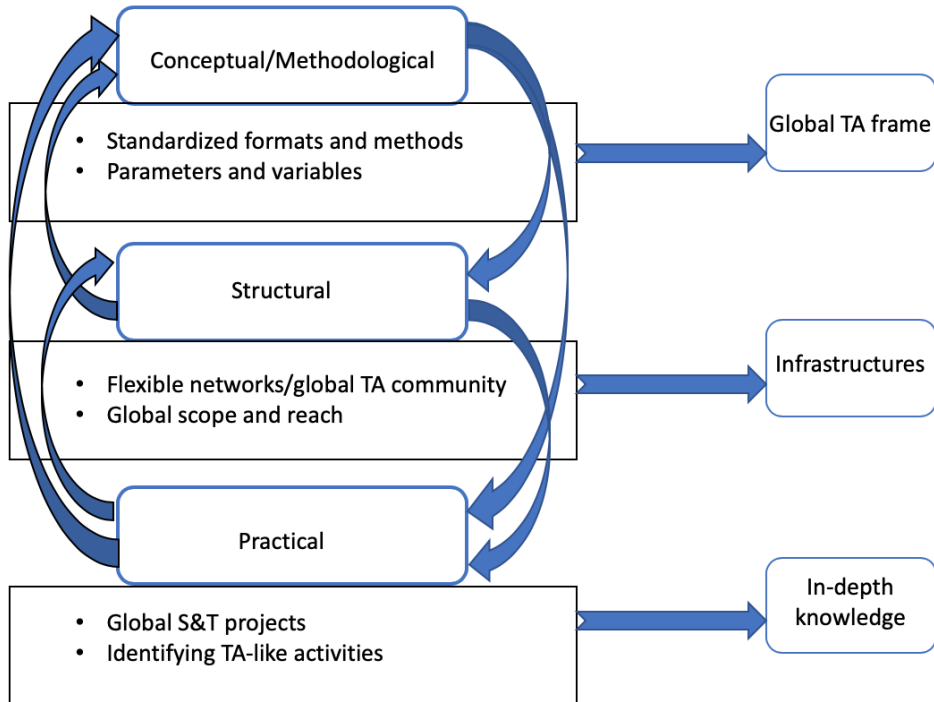 Conceptual/Methodological
• Standardized formats and methods
• Parameters and variables
Global TA frame
Structural
• Flexible networks/global TA community
• Global scope and reach
Infrastructures
Practical
• Global S&T projects
• Identifying TA-like activities
In-depth
knowledge